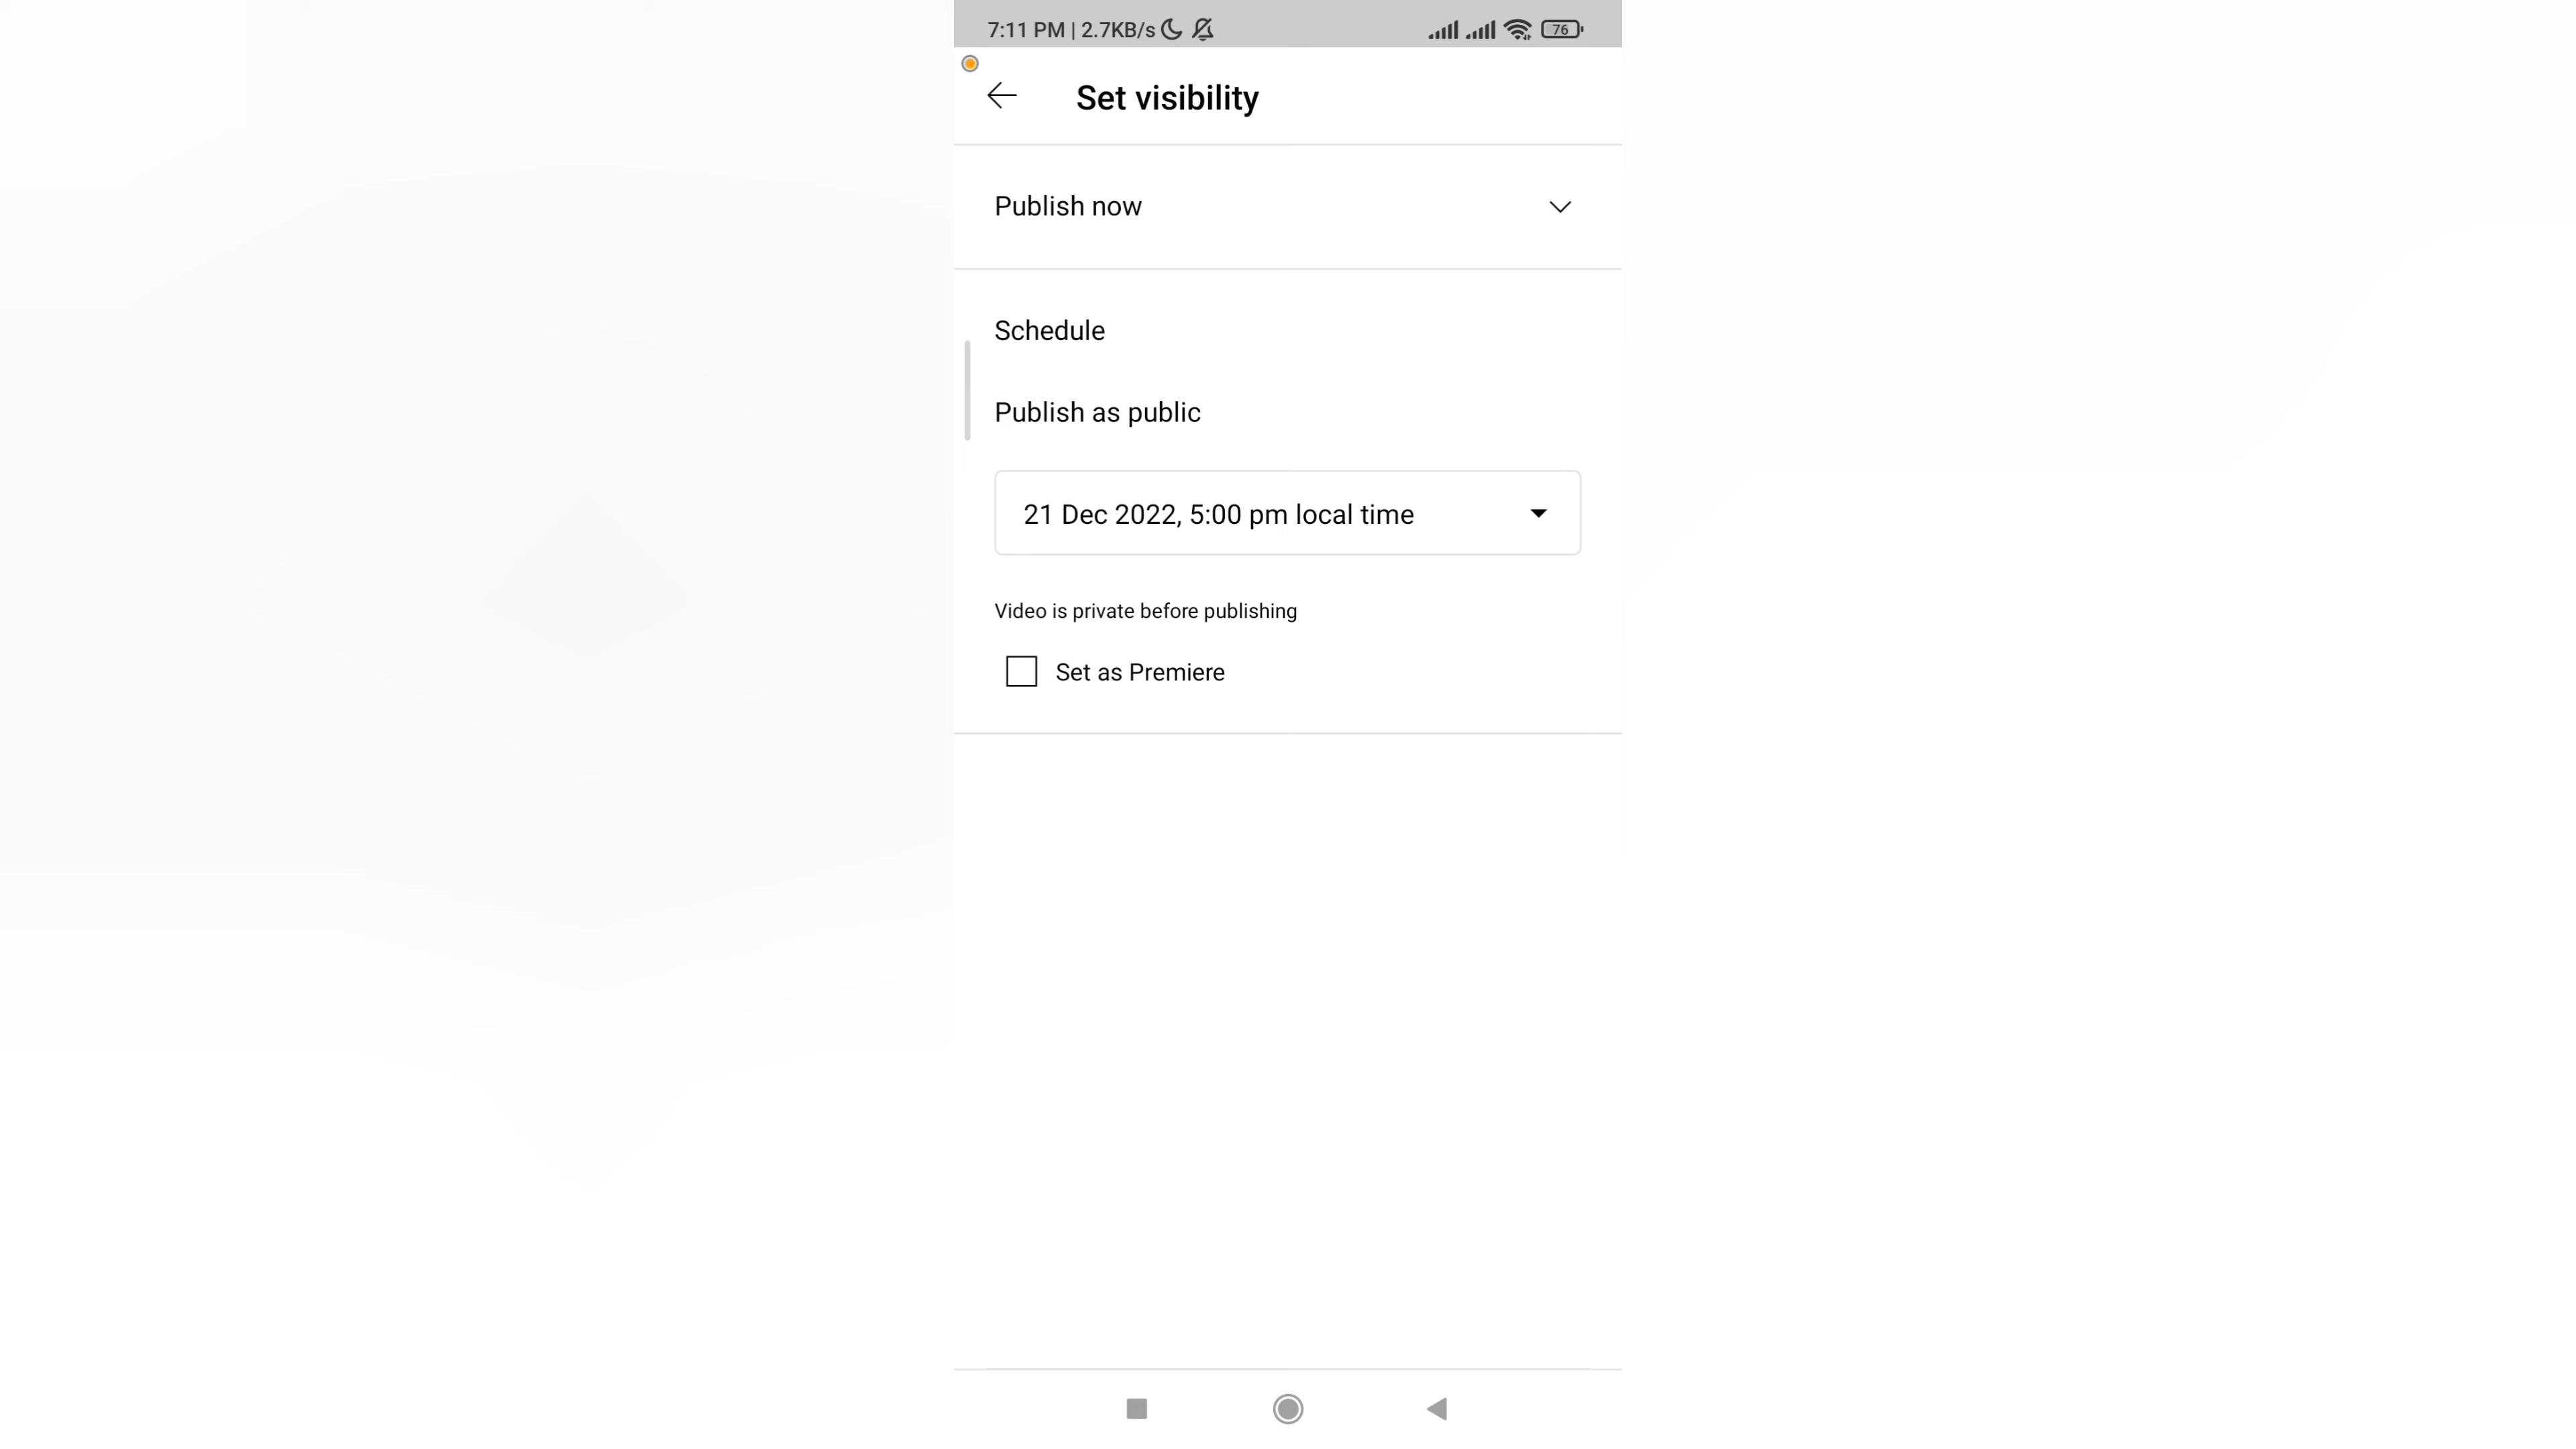 7:11 PM | 2.7KB/s
76
Set visibility
Publish now
Schedule
Publish as public
21 Dec 2022, 5:00 pm local time
Video is private before publishing
Set as Premiere